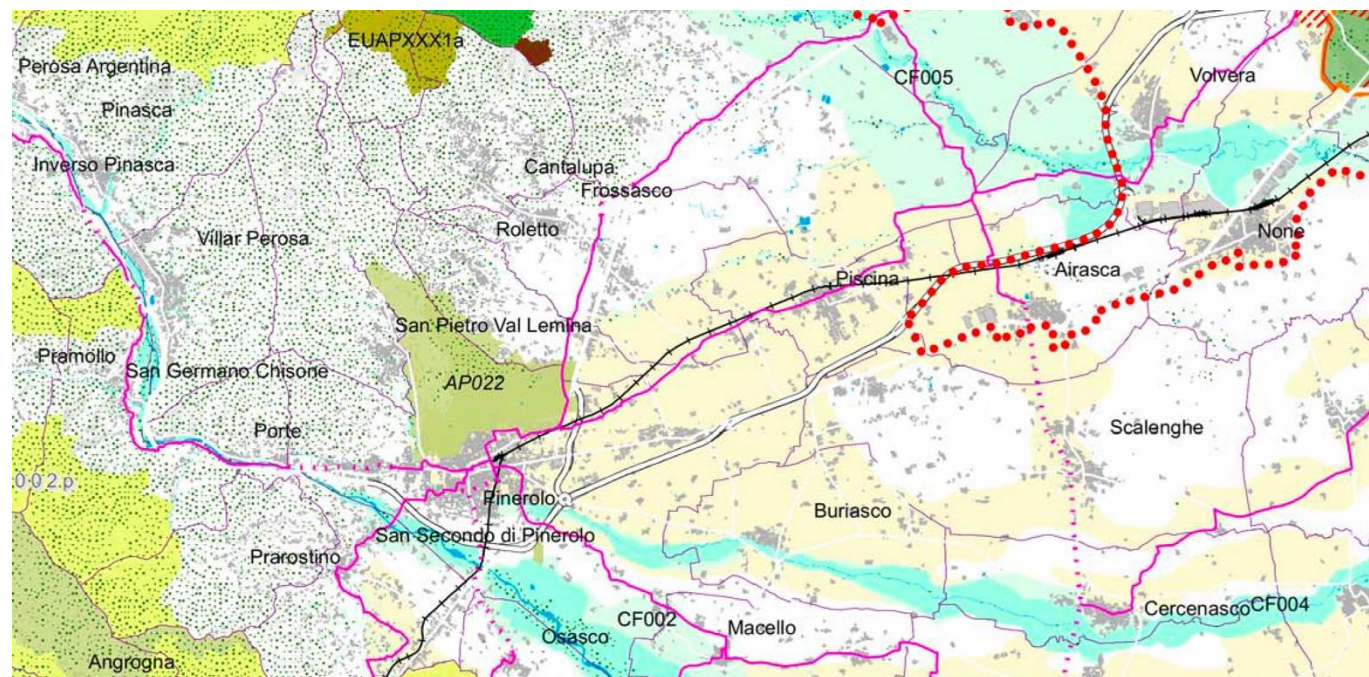 EUAPXXX1a
Perosa Argentina
CF005
Volvera
Pinasca
Inverso Pinasca
Cantalupa
Frossasco
Roletto
Villar Perosa
None
Airasca
Piscina
San Pietro Val Lemina
Pramollo
San Germano Chisone
AP022
Porte
Scalenghe
002p
Pinerolo
Buriasco
San Secondo di Pinerolo
Prarostino
Cercenasco
CF004
CF002
Macello
Osasco
Angrogna